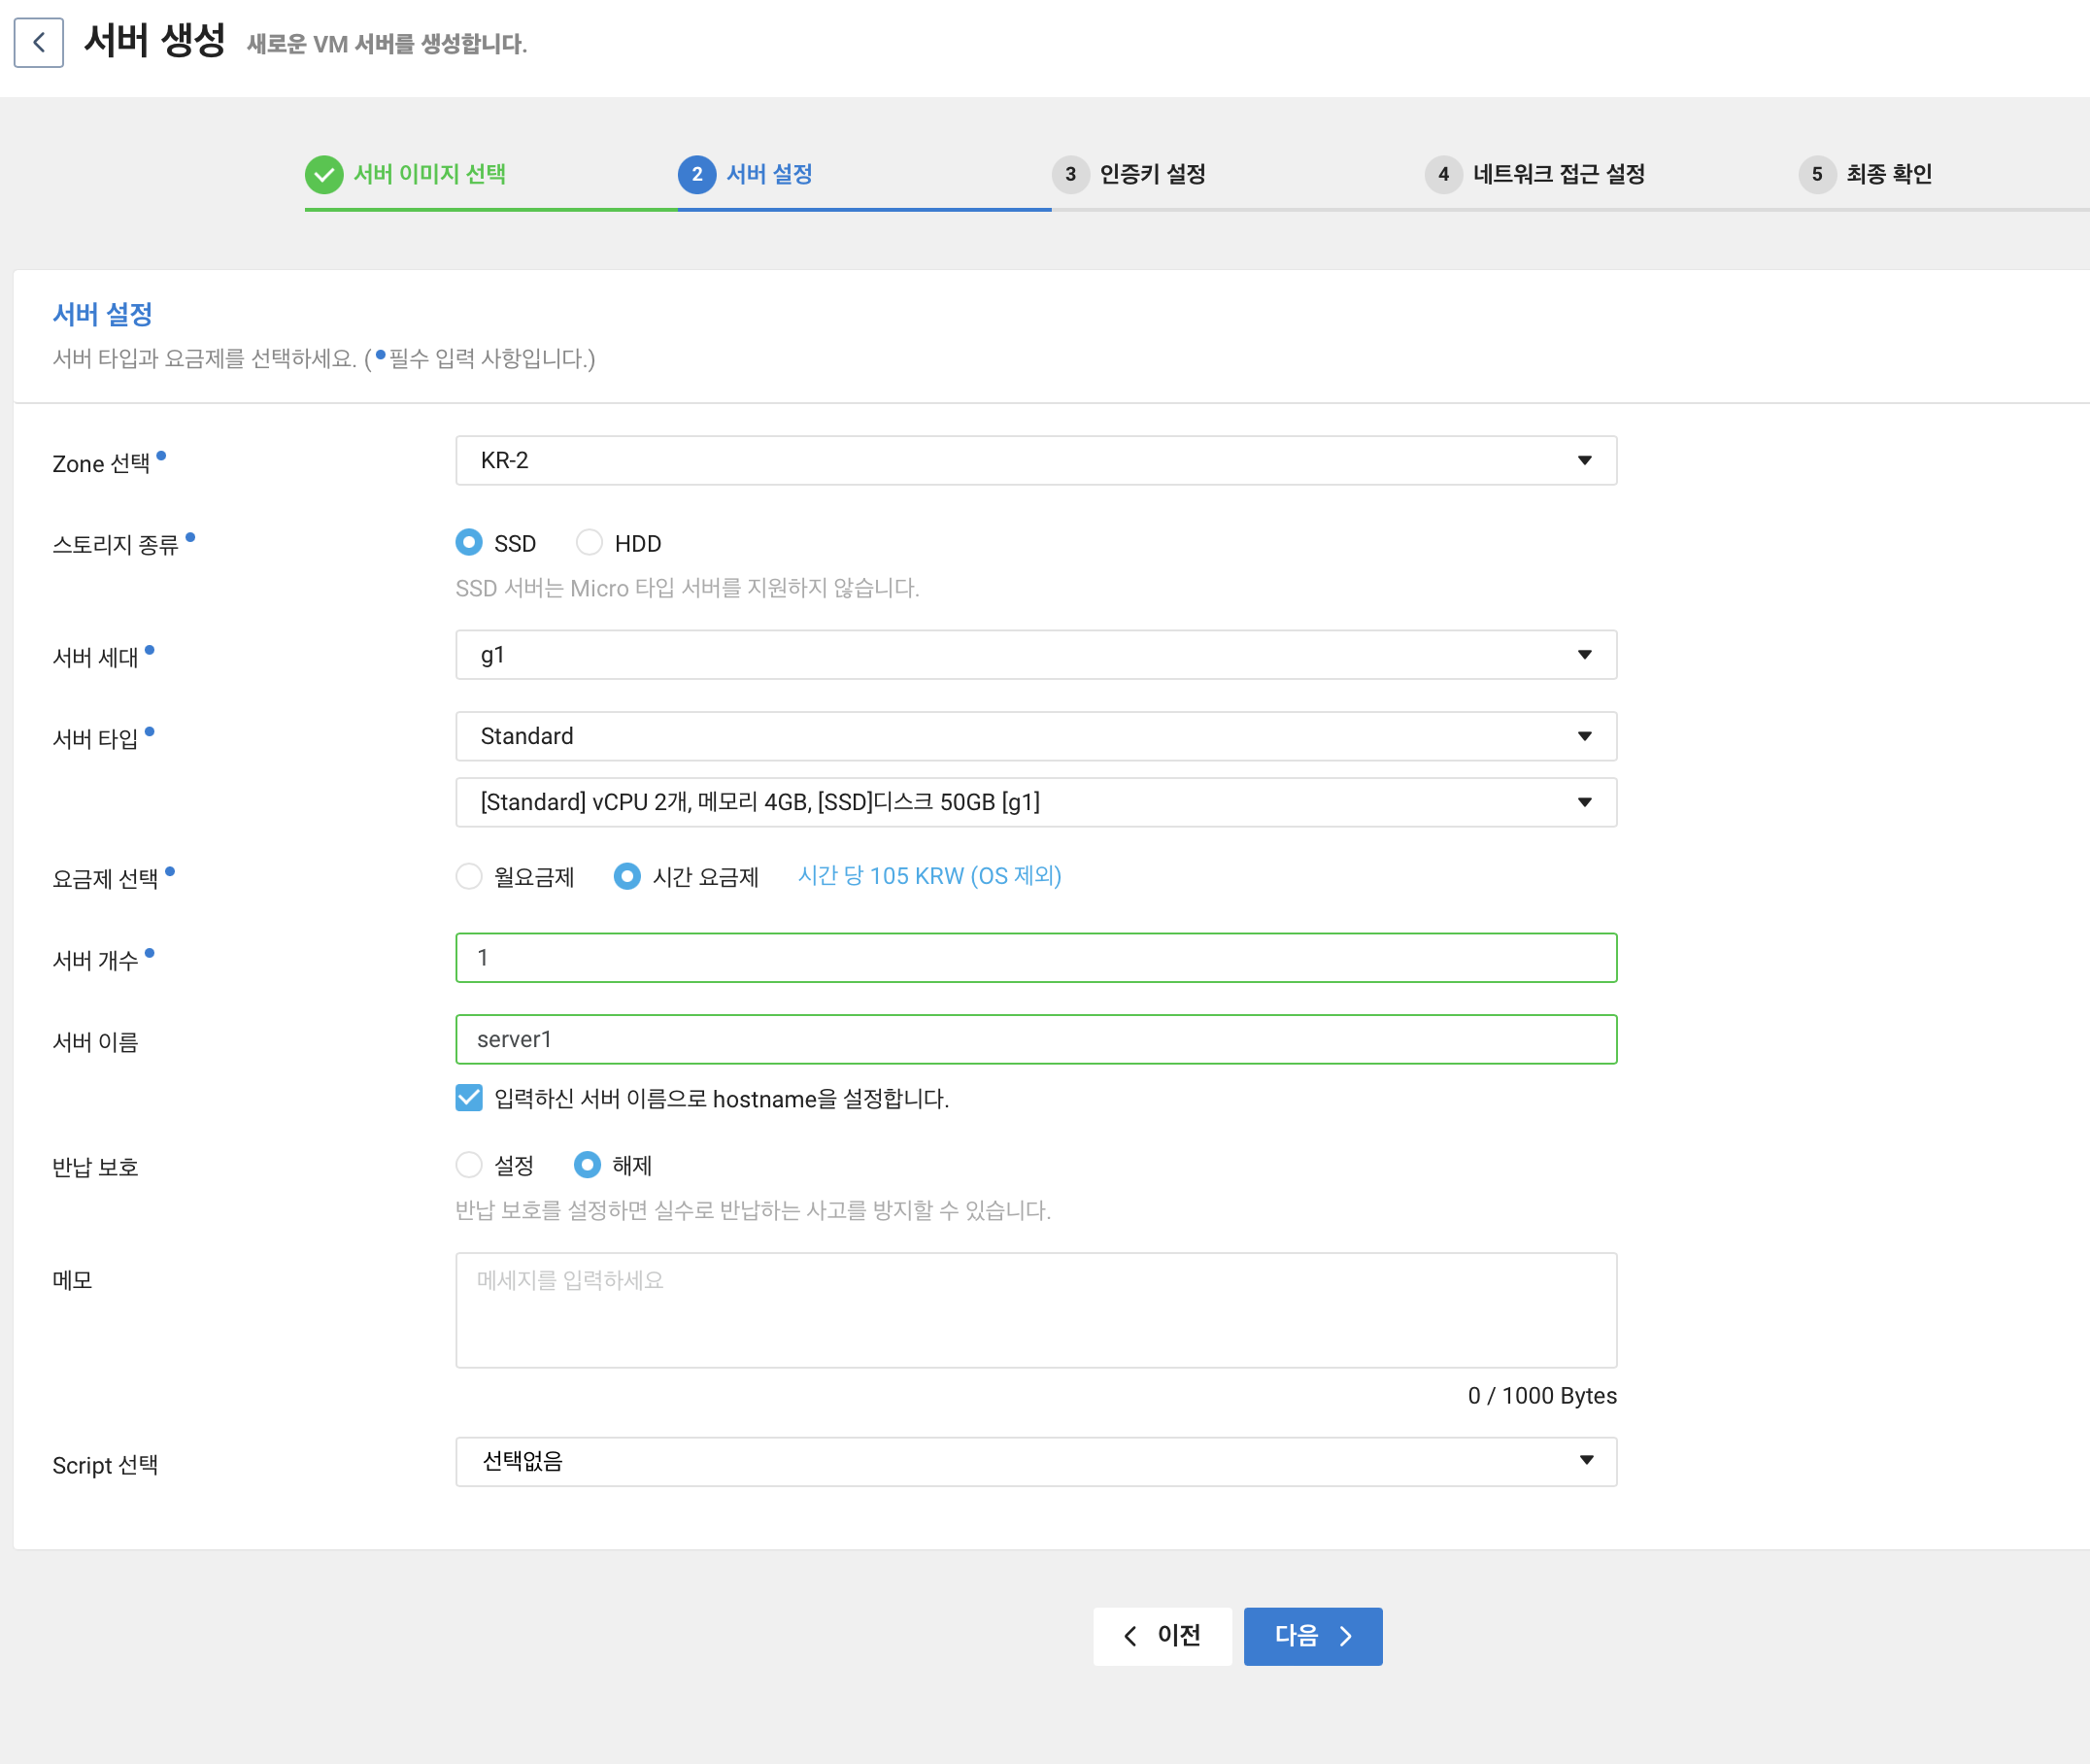 서버 생성 새로운 VM 서버를 생성합니다.
서버 이미지 선택 2 서버 설정 3 인증키 설정 4 네트워크 접근 설정 5 최종 확인
서버 설정
서버 타입과 요금제를 선택하세요. (•필수 입력 사항입니다.)
Zone 선택• KR-2
스토리지 종류• SSD HDD
SSD 서버는 Micro 타입 서버를 지원하지 않습니다.
서버 세대• g1
서버 타입• Standard
[Standard] vCPU 2개, 메모리 4GB, [SSD]디스크 50GB [g1]
요금제 선택• 월요금제 시간 요금제 시간 당 105 KRW (OS 제외)
서버 개수• 1
서버 이름 server1
입력하신 서버 이름으로 hostname을 설정합니다.
반납 보호 설정 해제
반납 보호를 설정하면 실수로 반납하는 사고를 방지할 수 있습니다.
메모 메세지를 입력하세요
0 / 1000 Bytes
Script 선택 선택없음
이전 다음